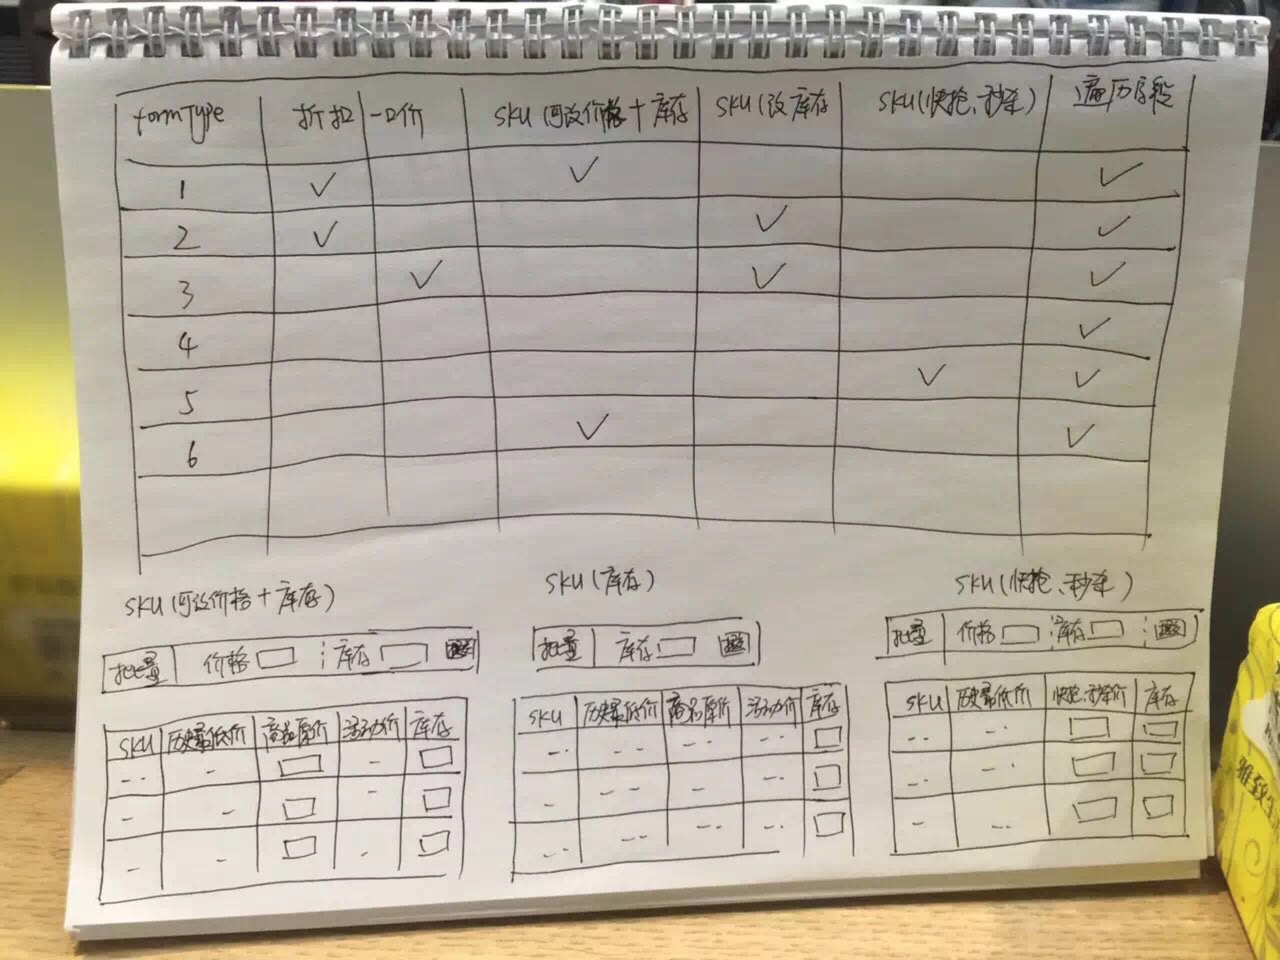 formType 折扣 一口价 SKU(可改价格+库存 SKU(改库存 SKU(快抢、秒杀) 遍历字段
1 ✓ ✓ ✓
2 ✓ ✓ ✓
3 ✓ ✓ ✓
4 ✓
5 ✓ ✓
6 ✓ ✓
SKU(可改价格+库存)
批量 价格 库存
SKU 历史最低价 商品原价 活动价 库存
SKU(库存)
批量 库存
SKU 历史最低价 商品原价 活动价 库存
SKU(快抢、秒杀)
批量 价格 库存
SKU 历史最低价 快抢、秒杀价 库存
雅致